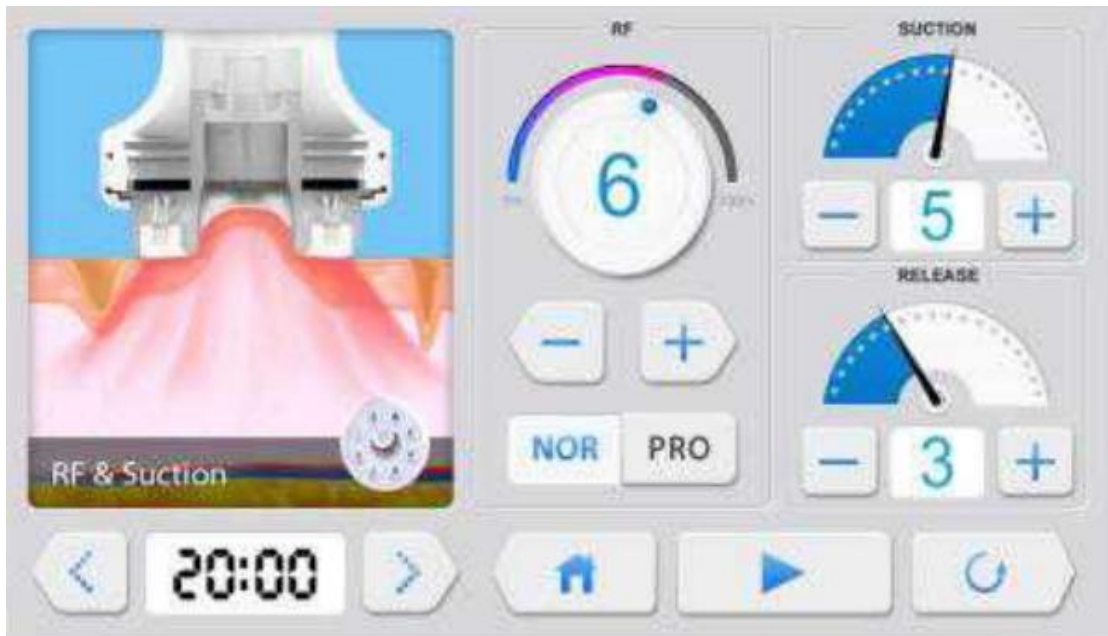 RF
6
NOR PRO
SUCTION
5
RELEASE
3
RF & Suction
20:00